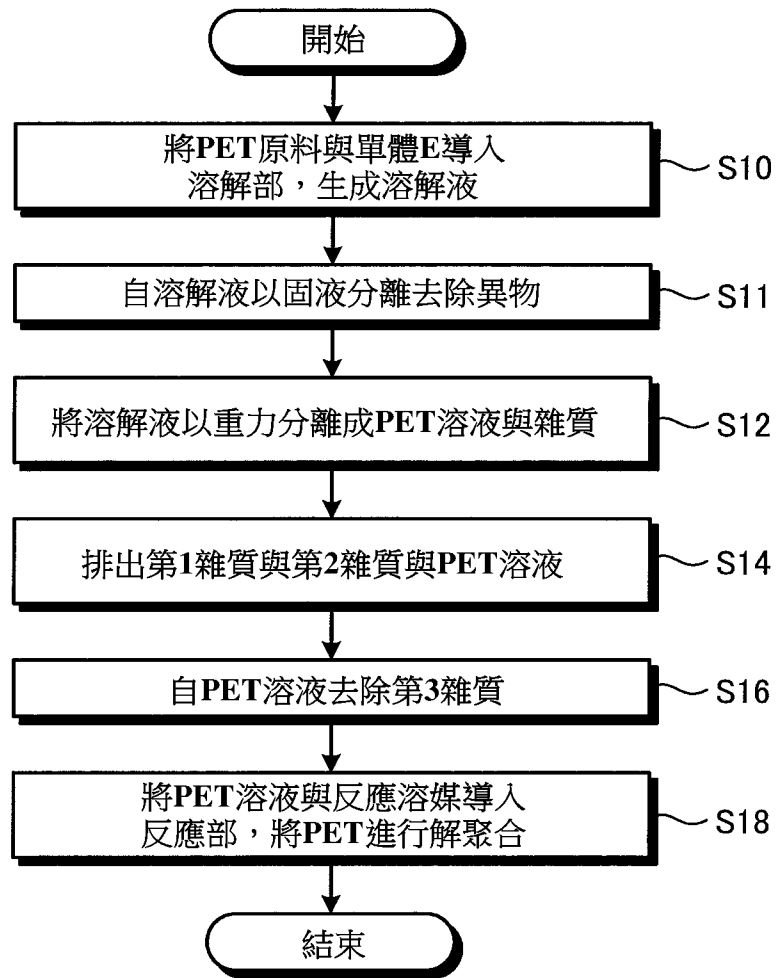 開始
將PET原料與單體E導入
溶解部，生成溶解液
S10
自溶解液以固液分離去除異物
S11
將溶解液以重力分離成PET溶液與雜質
S12
排出第1雜質與第2雜質與PET溶液
S14
自PET溶液去除第3雜質
S16
將PET溶液與反應溶媒導入
反應部，將PET進行解聚合
S18
結束